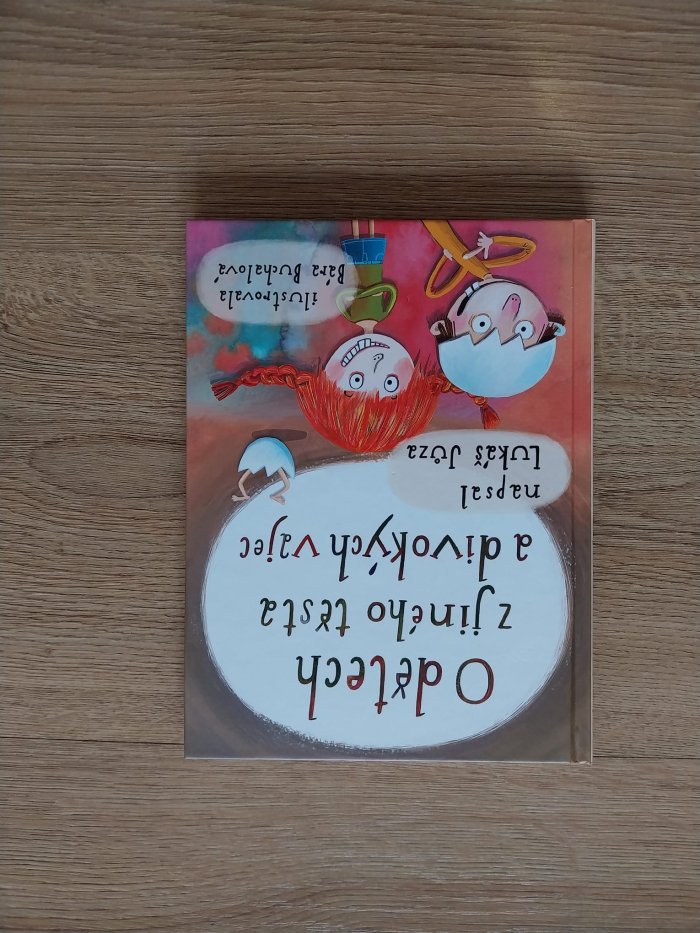 O dětech
z jiného těsta
a divokých vajec
napsal
Lukáš Jůza
ilustrovala
Bára Buchalová